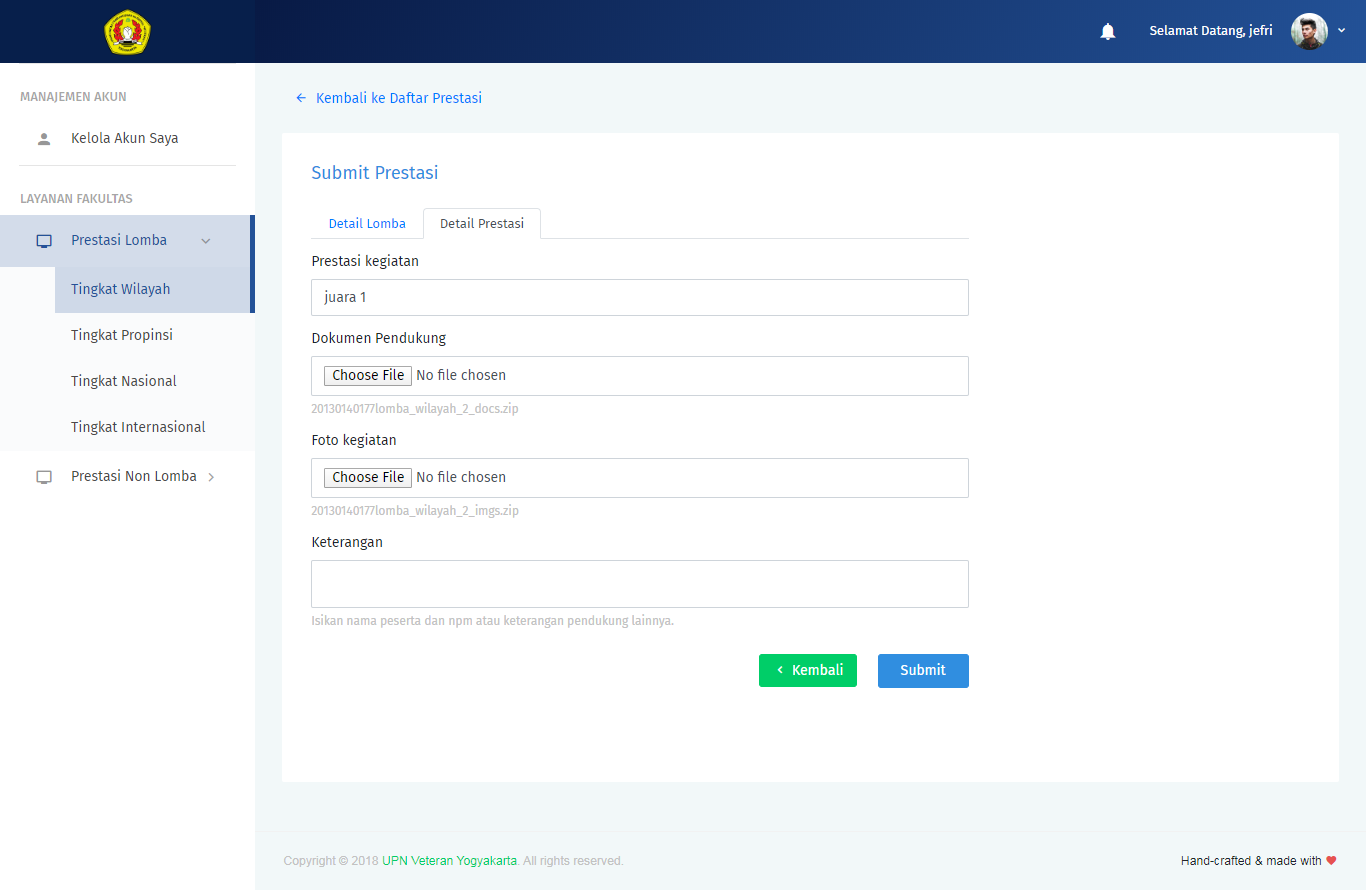 Selamat Datang, jefri
MANAJEMEN AKUN
Kelola Akun Saya
LAYANAN FAKULTAS
Prestasi Lomba
Tingkat Wilayah
Tingkat Propinsi
Tingkat Nasional
Tingkat Internasional
Prestasi Non Lomba
Kembali ke Daftar Prestasi
Submit Prestasi
Detail Lomba
Detail Prestasi
Prestasi kegiatan
juara 1
Dokumen Pendukung
Choose File No file chosen
20130140177lomba_wilayah_2_docs.zip
Foto kegiatan
Choose File No file chosen
20130140177lomba_wilayah_2_imgs.zip
Keterangan
Isikan nama peserta dan npm atau keterangan pendukung lainnya.
Kembali
Submit
Copyright © 2018 UPN Veteran Yogyakarta. All rights reserved.
Hand-crafted & made with